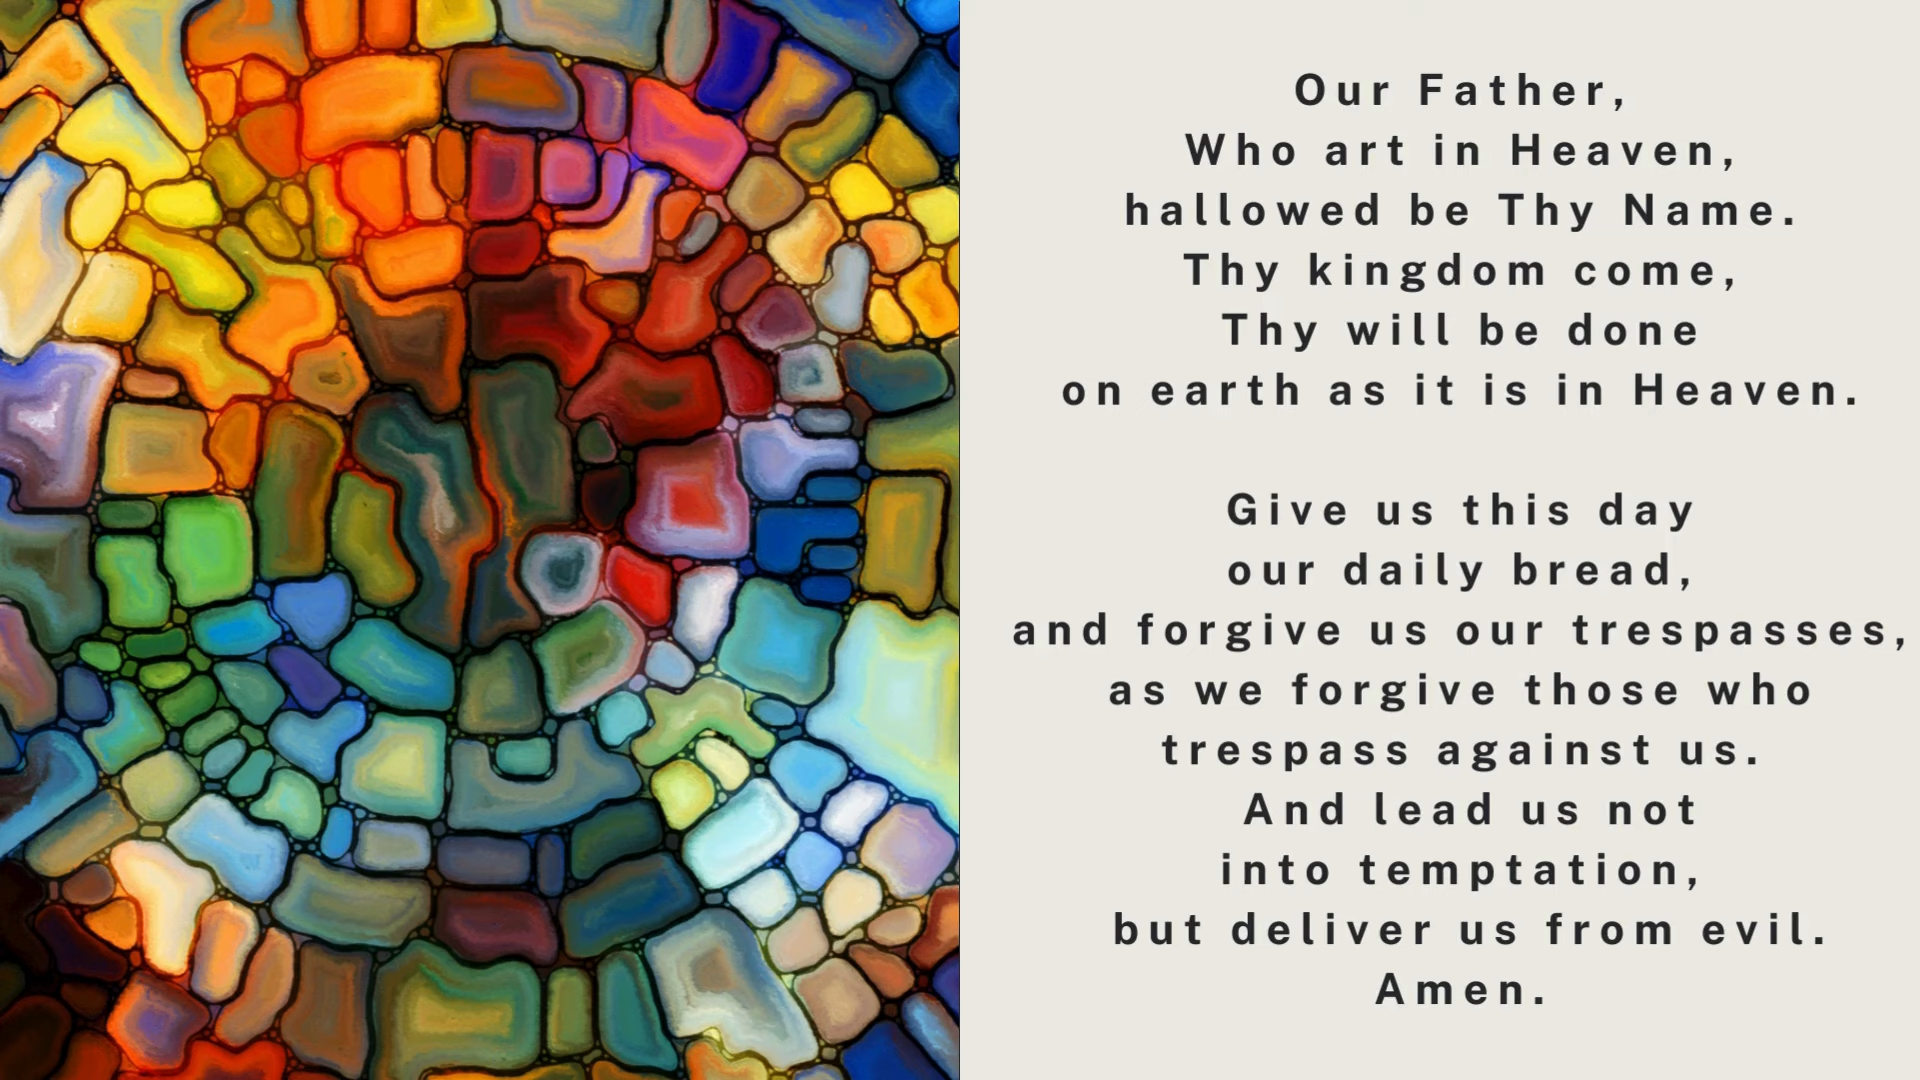 Our Father,
Who art in Heaven,
hallowed be Thy Name.
Thy kingdom come,
Thy will be done
on earth as it is in Heaven.
Give us this day
our daily bread,
and forgive us our trespasses,
as we forgive those who
trespass against us.
And lead us not
into temptation,
but deliver us from evil.
Amen.